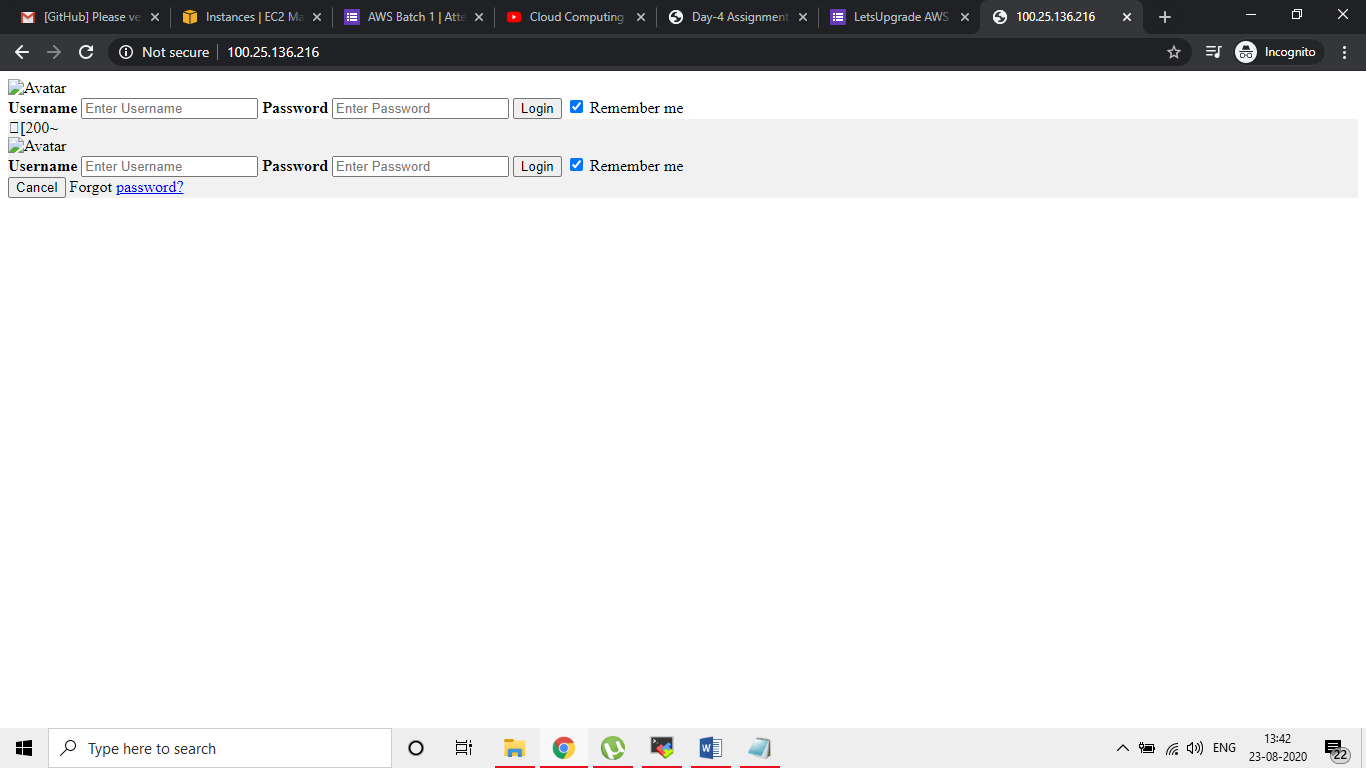 [GitHub] Please ve
Instances | EC2 Ma
AWS Batch 1 | Atte
Cloud Computing
Day-4 Assignment
LetsUpgrade AWS
100.25.136.216
Not secure 100.25.136.216
Incognito
Avatar
Username Enter Username Password Enter Password Login Remember me
[200~
Avatar
Username Enter Username Password Enter Password Login Remember me
Cancel Forgot password?
Type here to search
ENG
13:42
23-08-2020
22